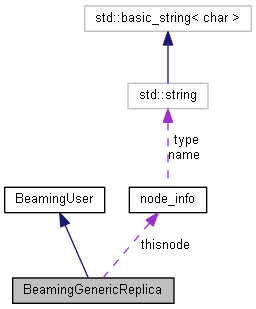 std::basic_string< char >
std::string
type
name
BeamingUser
node_info
thisnode
BeamingGenericReplica